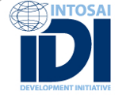 INTOSAI
IDI
DEVELOPMENT INITIATIVE